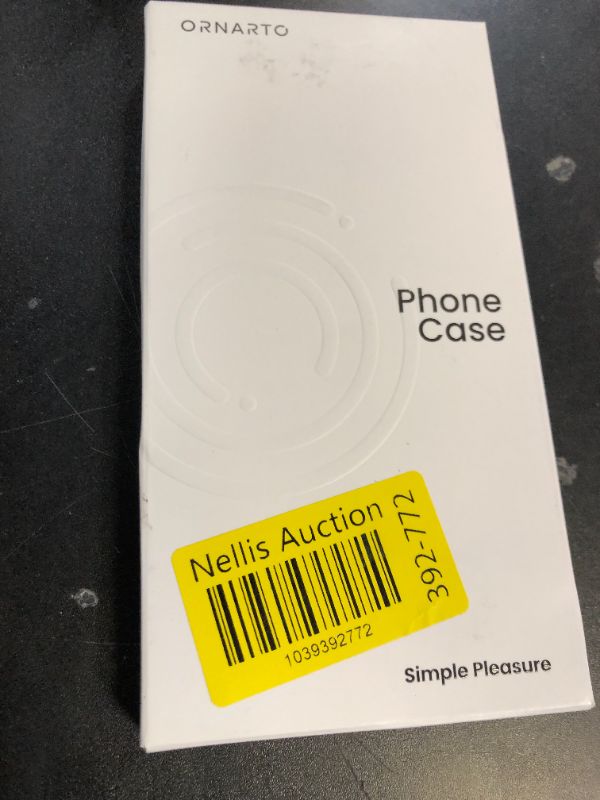 ORNARTO
Phone
Case
Nellis Auction
392-772
1039392772
Simple Pleasure